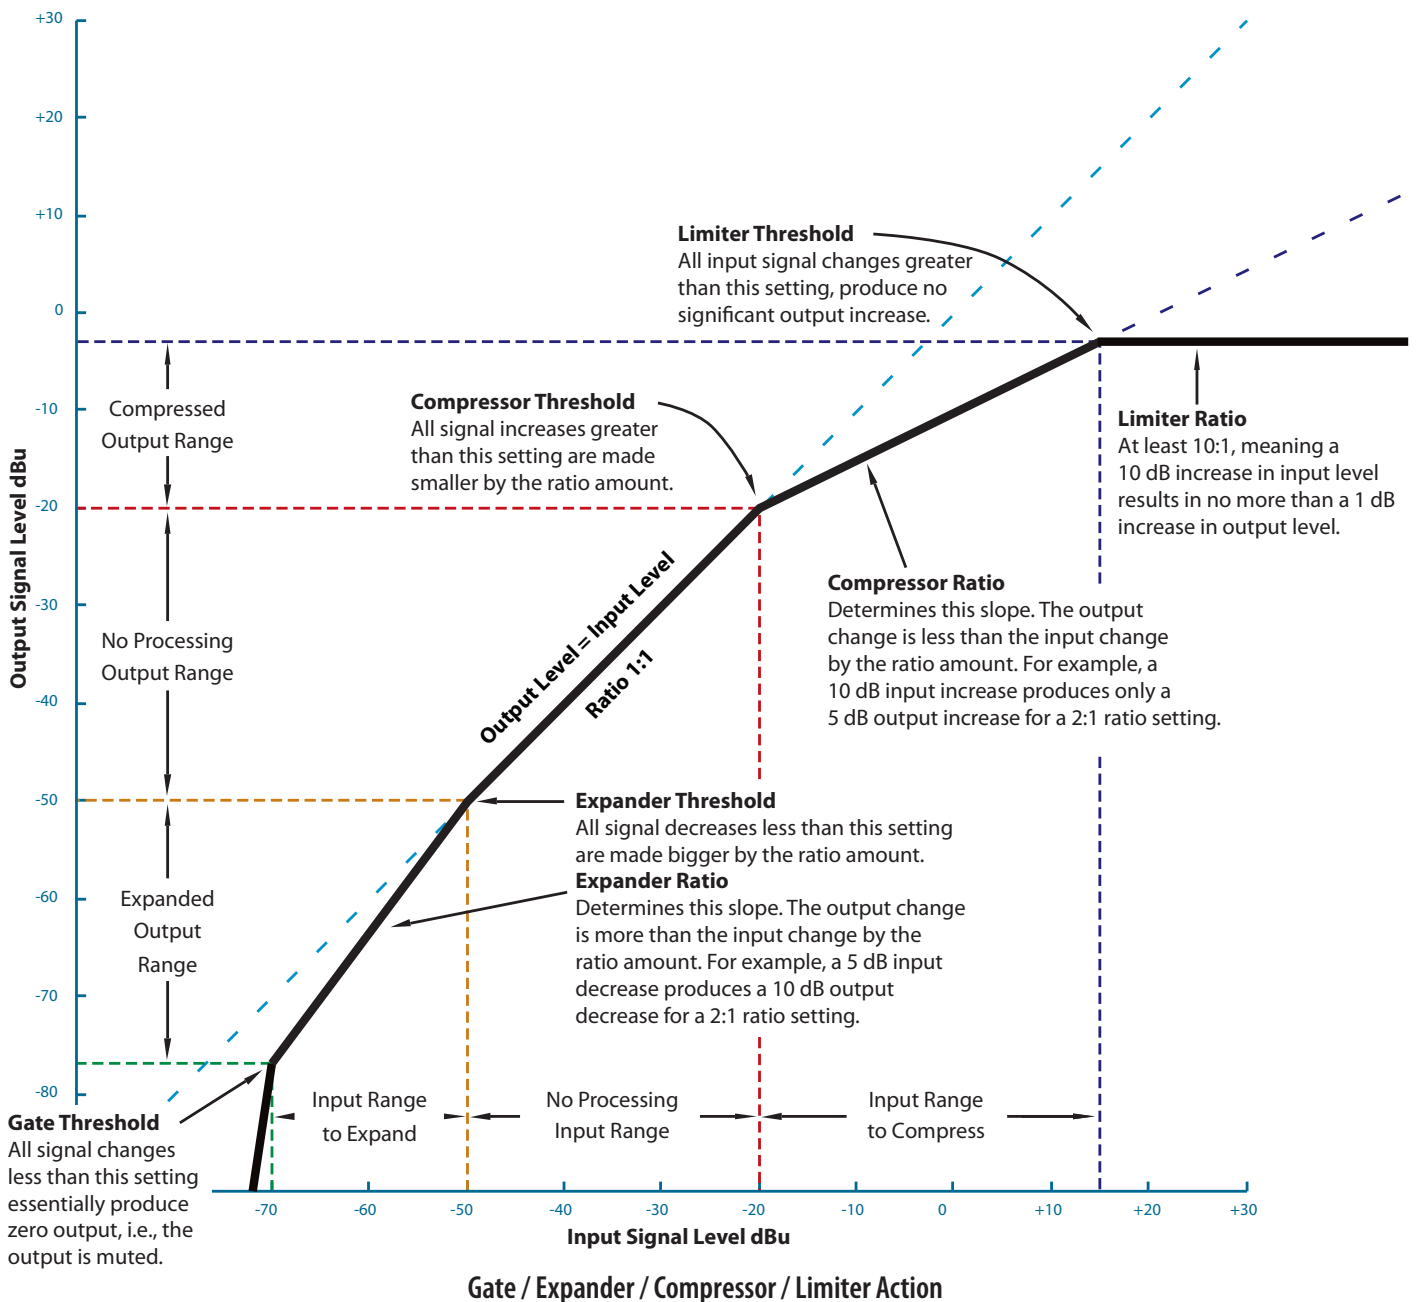 +30
+20
+10
0
-10
-20
-30
-40
-50
-60
-70
-80
Output Signal Level dBu
Compressed
Output Range
No Processing
Output Range
Expanded
Output
Range
Limiter Threshold
All input signal changes greater
than this setting, produce no
significant output increase.
Compressor Threshold
All signal increases greater
than this setting are made
smaller by the ratio amount.
Limiter Ratio
At least 10:1, meaning a
10 dB increase in input level
results in no more than a 1 dB
increase in output level.
Compressor Ratio
Determines this slope. The output
change is less than the input change
by the ratio amount. For example, a
10 dB input increase produces only a
5 dB output increase for a 2:1 ratio setting.
Output Level = Input Level
Ratio 1:1
Expander Threshold
All signal decreases less than this setting
are made bigger by the ratio amount.
Expander Ratio
Determines this slope. The output change
is more than the input change by the
ratio amount. For example, a 5 dB input
decrease produces a 10 dB output
decrease for a 2:1 ratio setting.
Gate Threshold
All signal changes
less than this setting
essentially produce
zero output, i.e., the
output is muted.
Input Range
to Expand
No Processing
Input Range
Input Range
to Compress
-70
-60
-50
-40
-30
-20
-10
0
+10
+20
+30
Input Signal Level dBu
Gate / Expander / Compressor / Limiter Action